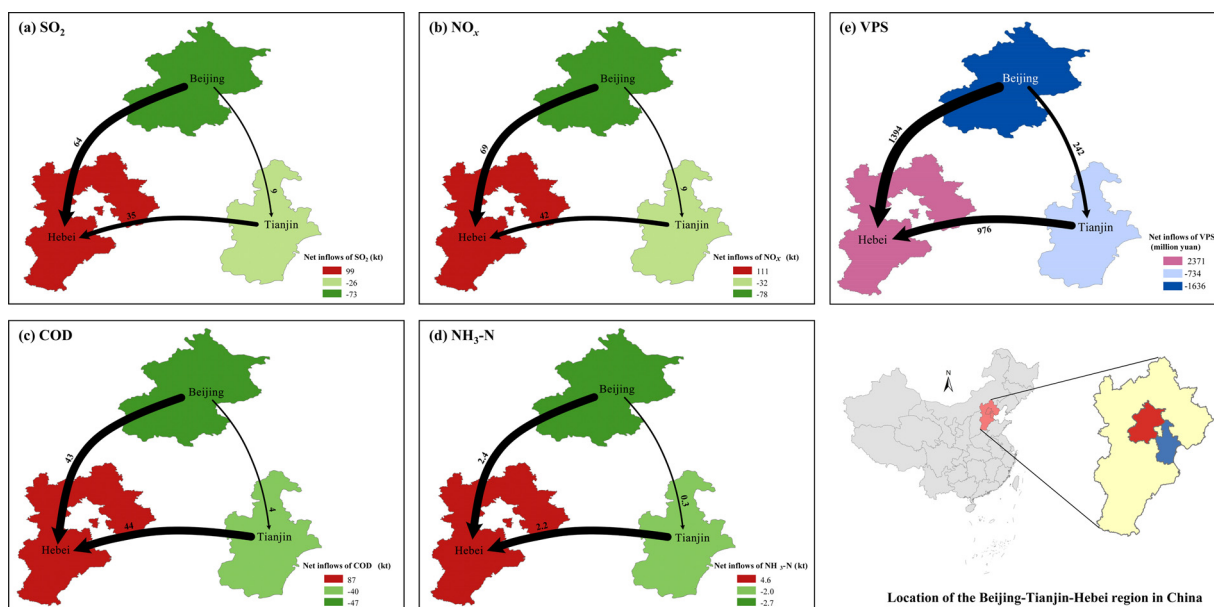 (a) SO₂
Beijing
64
9
35
Hebei
Tianjin
Net inflows of SO₂ (kt)
99
-26
-73
(b) NOₓ
Beijing
69
9
42
Hebei
Tianjin
Net inflows of NOₓ (kt)
111
-32
-78
(e) VPS
Beijing
1394
242
976
Hebei
Tianjin
Net inflows of VPS
(million yuan)
2371
-734
-1636
(c) COD
Beijing
43
4
44
Hebei
Tianjin
Net inflows of COD (kt)
87
-40
-47
(d) NH₃-N
Beijing
2.4
0.3
2.2
Hebei
Tianjin
Net inflows of NH ₃-N (kt)
4.6
-2.0
-2.7
N
Location of the Beijing-Tianjin-Hebei region in China